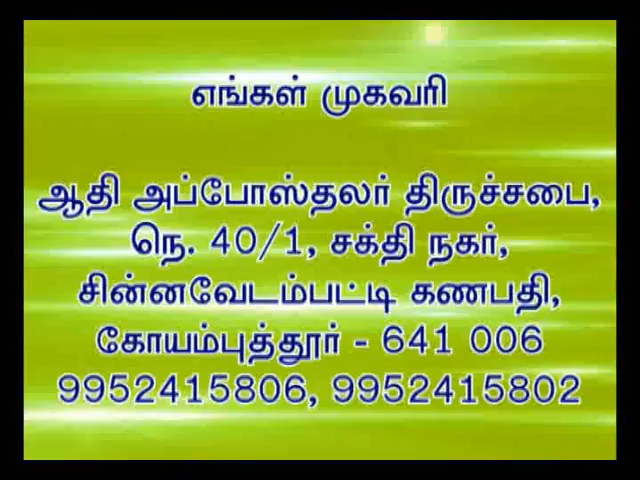 எங்கள் முகவரி
ஆதி அப்போஸ்தலர் திருச்சபை,
நெ. 40/1, சக்தி நகர்,
சின்னவேடம்பட்டி கணபதி,
கோயம்புத்தூர் - 641 006
9952415806, 9952415802